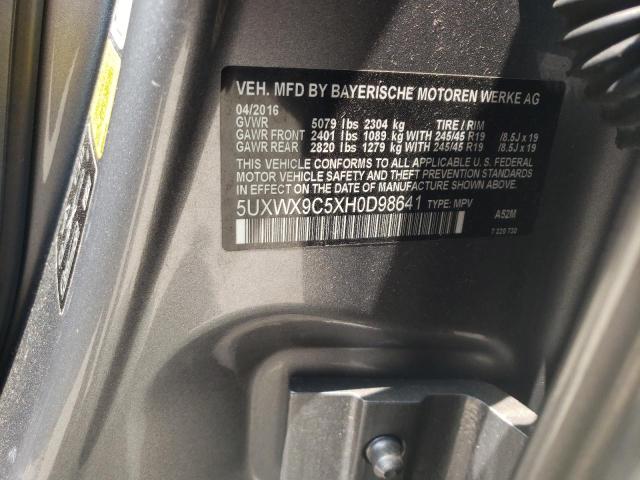 VEH. MFD BY BAYERISCHE MOTOREN WERKE AG
04/2016
GVWR 5079 lbs 2304 kg TIRE / RIM
GAWR FRONT 2401 lbs 1089 kg WITH 245/45 R19 /8.5J x 19
GAWR REAR 2820 lbs 1279 kg WITH 245/45 R19 /8.5J x 19
THIS VEHICLE CONFORMS TO ALL APPLICABLE U.S. FEDERAL
MOTOR VEHICLE SAFETY AND THEFT PREVENTION STANDARDS
IN EFFECT ON THE DATE OF MANUFACTURE SHOWN ABOVE.
5UXWX9C5XH0D98641 TYPE: MPV
A52M
7 220 730